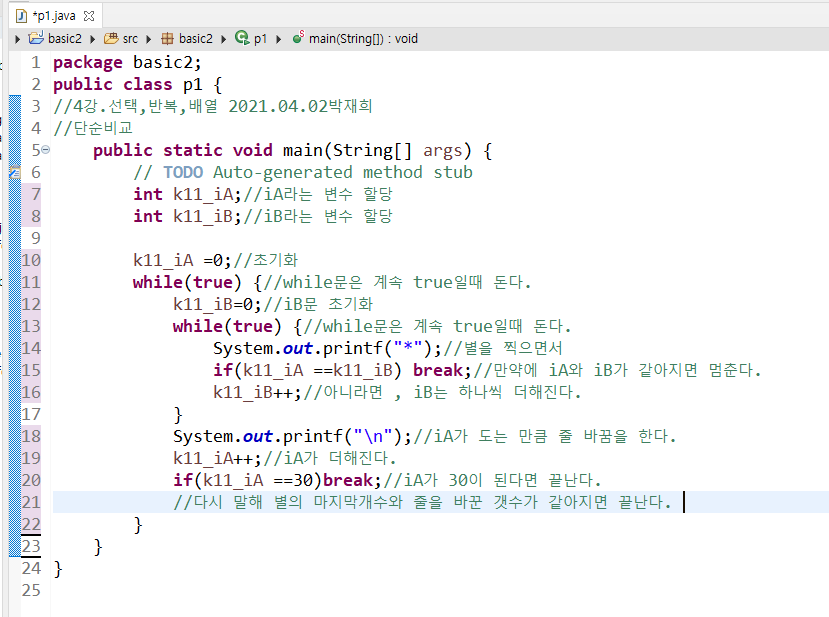 *p1.java
basic2 src basic2 p1 main(String[]) : void
1 package basic2;
2 public class p1 {
3 //4강.선택,반복,배열 2021.04.02박재희
4 //단순비교
5 public static void main(String[] args) {
6 // TODO Auto-generated method stub
7 int k11_iA;//iA라는 변수 할당
8 int k11_iB;//iB라는 변수 할당
9
10 k11_iA =0;//초기화
11 while(true) {//while문은 계속 true일때 돈다.
12 k11_iB=0;//iB문 초기화
13 while(true) {//while문은 계속 true일때 돈다.
14 System.out.printf("*");//별을 찍으면서
15 if(k11_iA ==k11_iB) break;//만약에 iA와 iB가 같아지면 멈춘다.
16 k11_iB++;//아니라면 , iB는 하나씩 더해진다.
17 }
18 System.out.printf("\n");//iA가 도는 만큼 줄 바꿈을 한다.
19 k11_iA++;//iA가 더해진다.
20 if(k11_iA ==30)break;//iA가 30이 된다면 끝난다.
21 //다시 말해 별의 마지막개수와 줄을 바꾼 갯수가 같아지면 끝난다.
22 }
23 }
24 }
25